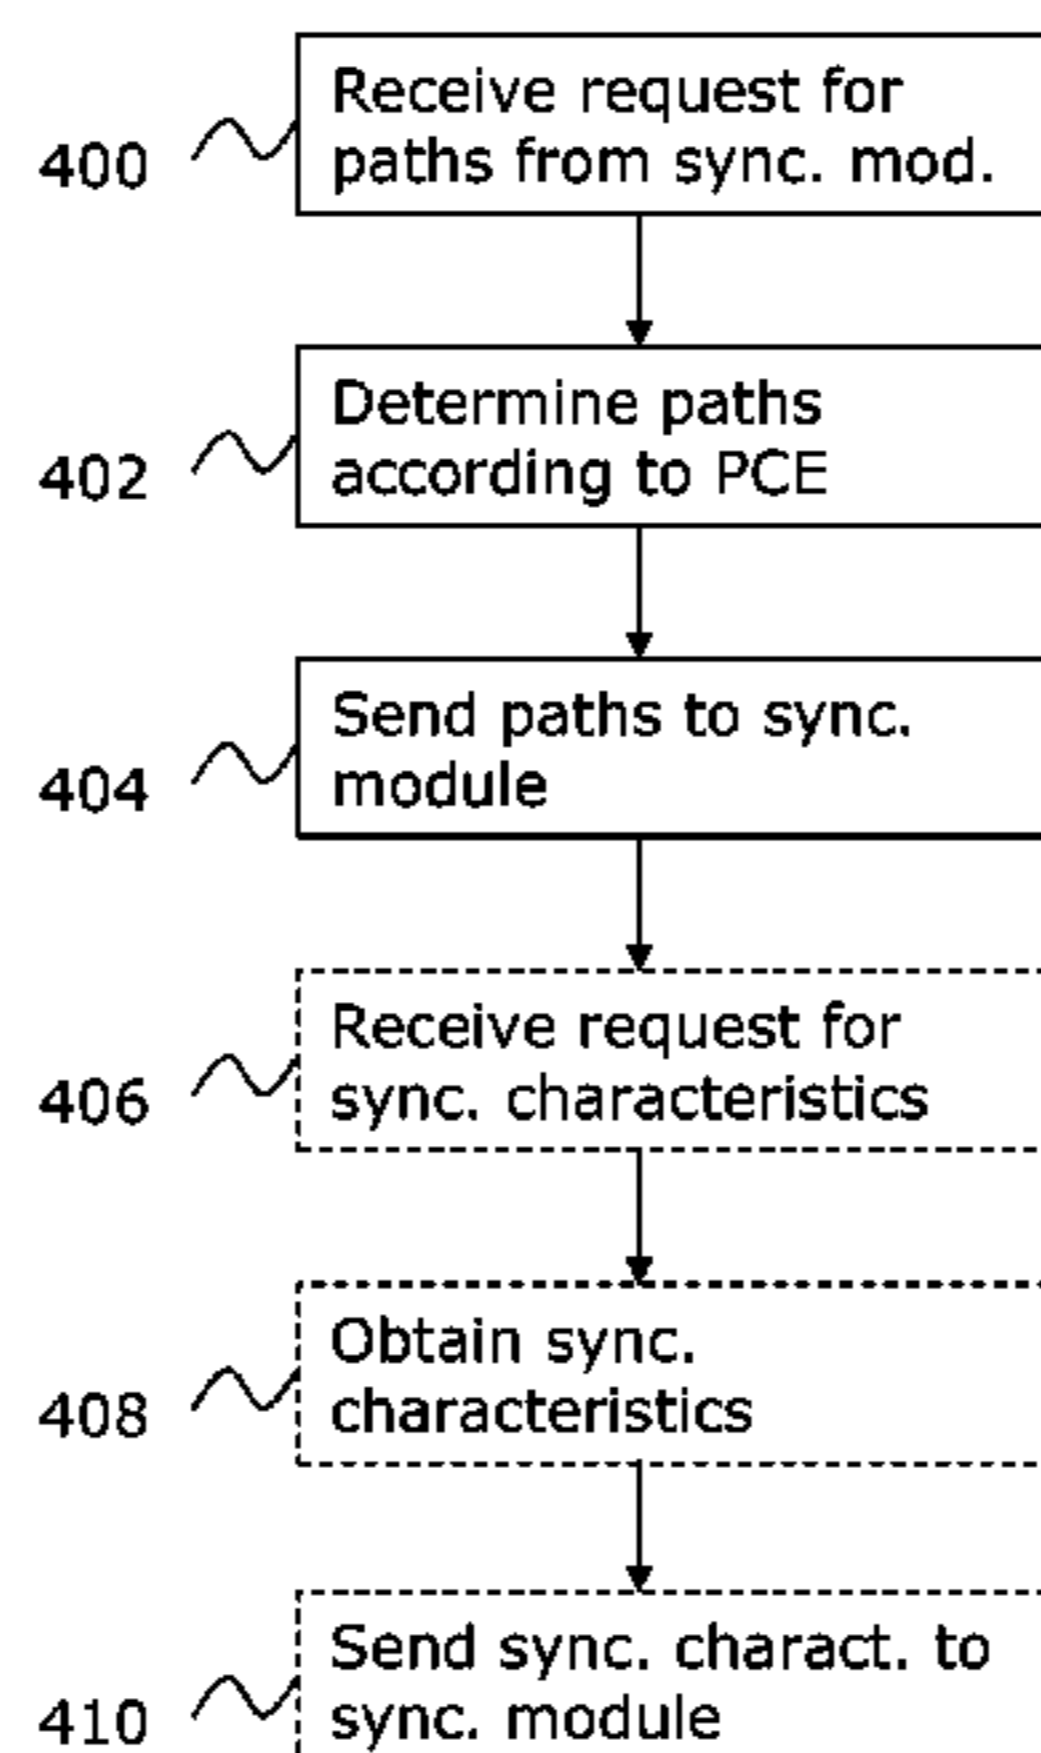 400
Receive request for
paths from sync. mod.
402
Determine paths
according to PCE
404
Send paths to sync.
module
406
Receive request for
sync. characteristics
408
Obtain sync.
characteristics
410
Send sync. charact. to
sync. module